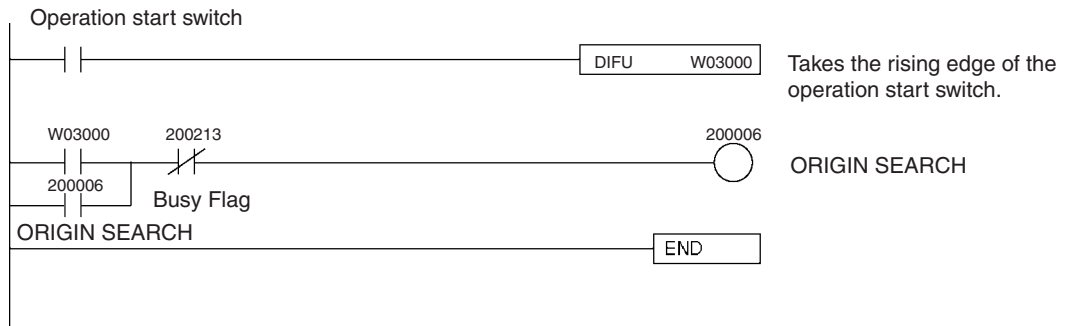 Operation start switch
DIFU W03000
Takes the rising edge of the
operation start switch.
W03000 200213 200006
ORIGIN SEARCH
200006
Busy Flag
ORIGIN SEARCH
END